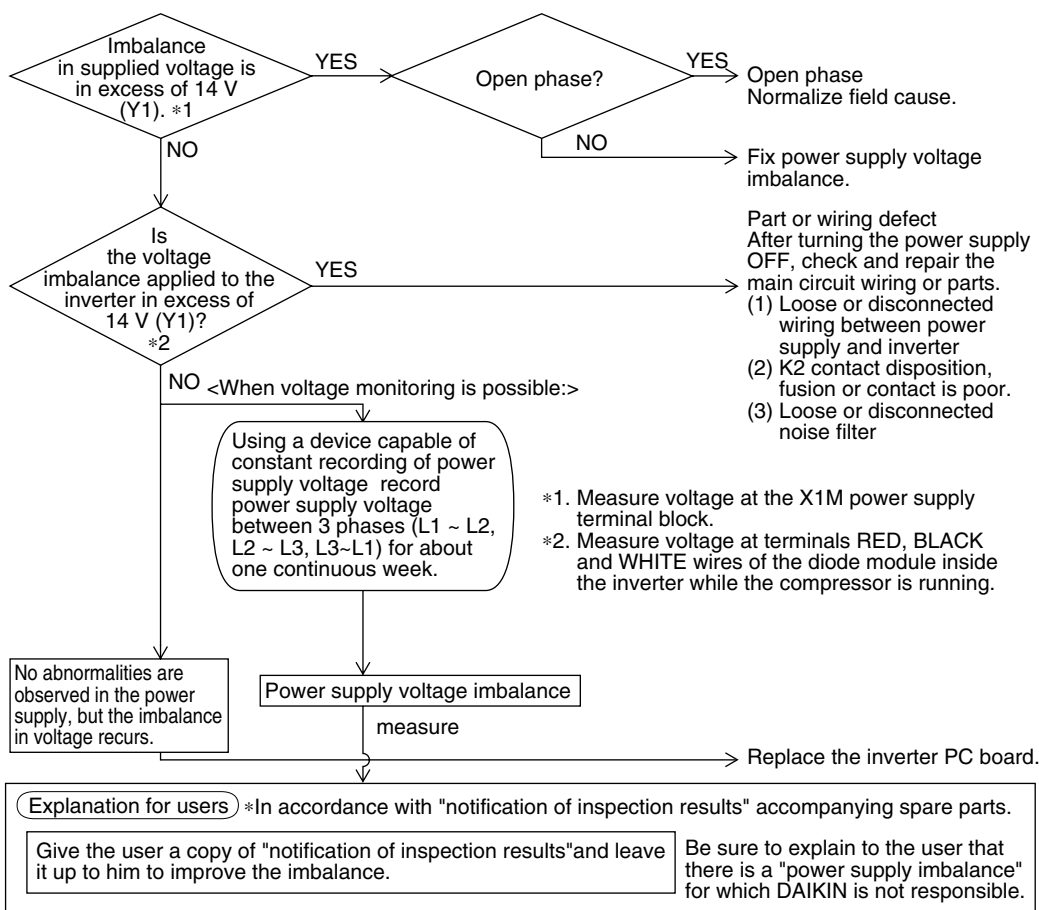 Imbalance
in supplied voltage is
in excess of 14 V
(Y1). *1
YES
Open phase?
YES
Open phase
Normalize field cause.
NO
NO
Fix power supply voltage
imbalance.
Is
the voltage
imbalance applied to the
inverter in excess of
14 V (Y1)?
*2
YES
Part or wiring defect
After turning the power supply
OFF, check and repair the
main circuit wiring or parts.
(1) Loose or disconnected
wiring between power
supply and inverter
(2) K2 contact disposition,
fusion or contact is poor.
(3) Loose or disconnected
noise filter
NO <When voltage monitoring is possible:>
Using a device capable of
constant recording of power
supply voltage record
power supply voltage
between 3 phases (L1 ~ L2,
L2 ~ L3, L3~L1) for about
one continuous week.
*1. Measure voltage at the X1M power supply
terminal block.
*2. Measure voltage at terminals RED, BLACK
and WHITE wires of the diode module inside
the inverter while the compressor is running.
No abnormalities are
observed in the power
supply, but the imbalance
in voltage recurs.
Power supply voltage imbalance
measure
Replace the inverter PC board.
Explanation for users *In accordance with "notification of inspection results" accompanying spare parts.
Give the user a copy of "notification of inspection results"and leave
it up to him to improve the imbalance.
Be sure to explain to the user that
there is a "power supply imbalance"
for which DAIKIN is not responsible.